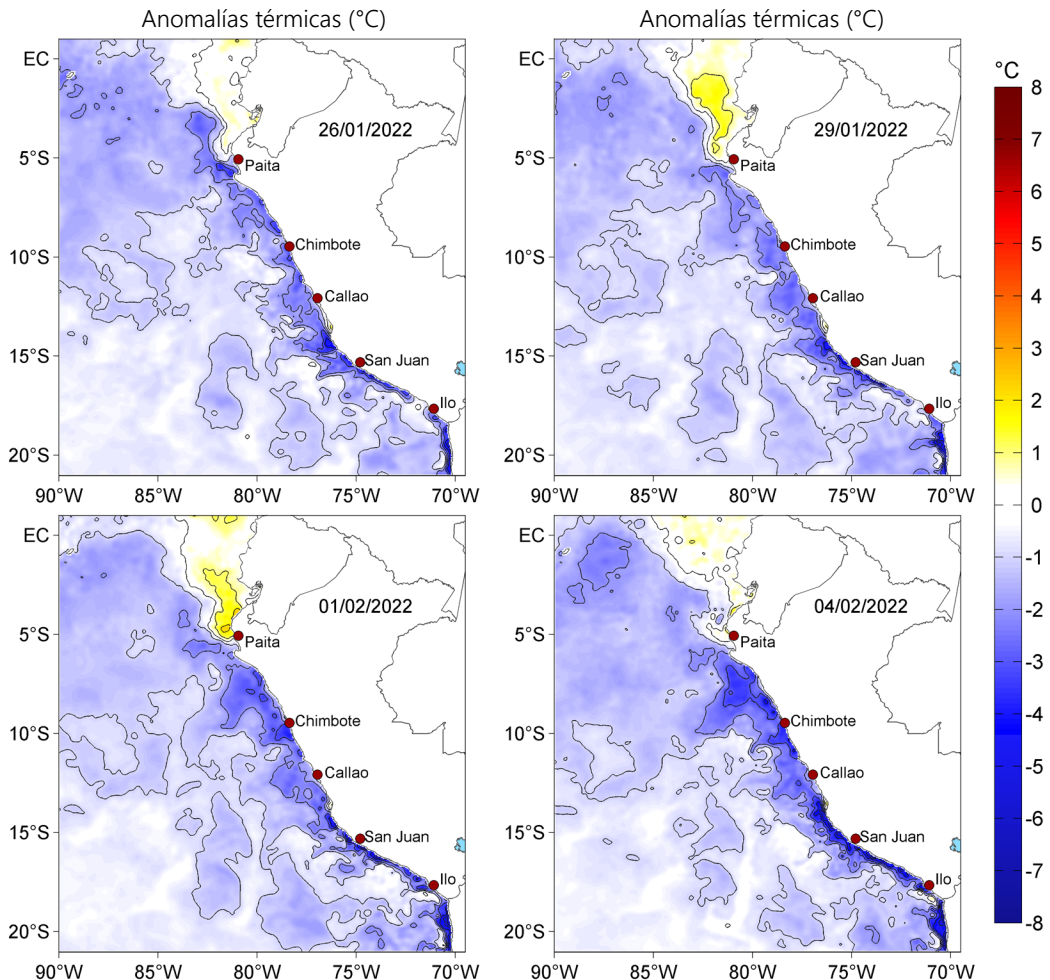 Anomalías térmicas (°C)
Anomalías térmicas (°C)
EC
5°S
10°S
15°S
20°S
90°W
85°W
80°W
75°W
70°W
26/01/2022
Paita
Chimbote
Callao
San Juan
Ilo
EC
5°S
10°S
15°S
20°S
90°W
85°W
80°W
75°W
70°W
29/01/2022
Paita
Chimbote
Callao
San Juan
Ilo
EC
5°S
10°S
15°S
20°S
90°W
85°W
80°W
75°W
70°W
01/02/2022
Paita
Chimbote
Callao
San Juan
Ilo
EC
5°S
10°S
15°S
20°S
90°W
85°W
80°W
75°W
70°W
04/02/2022
Paita
Chimbote
Callao
San Juan
Ilo
°C
8
7
6
5
4
3
2
1
0
-1
-2
-3
-4
-5
-6
-7
-8